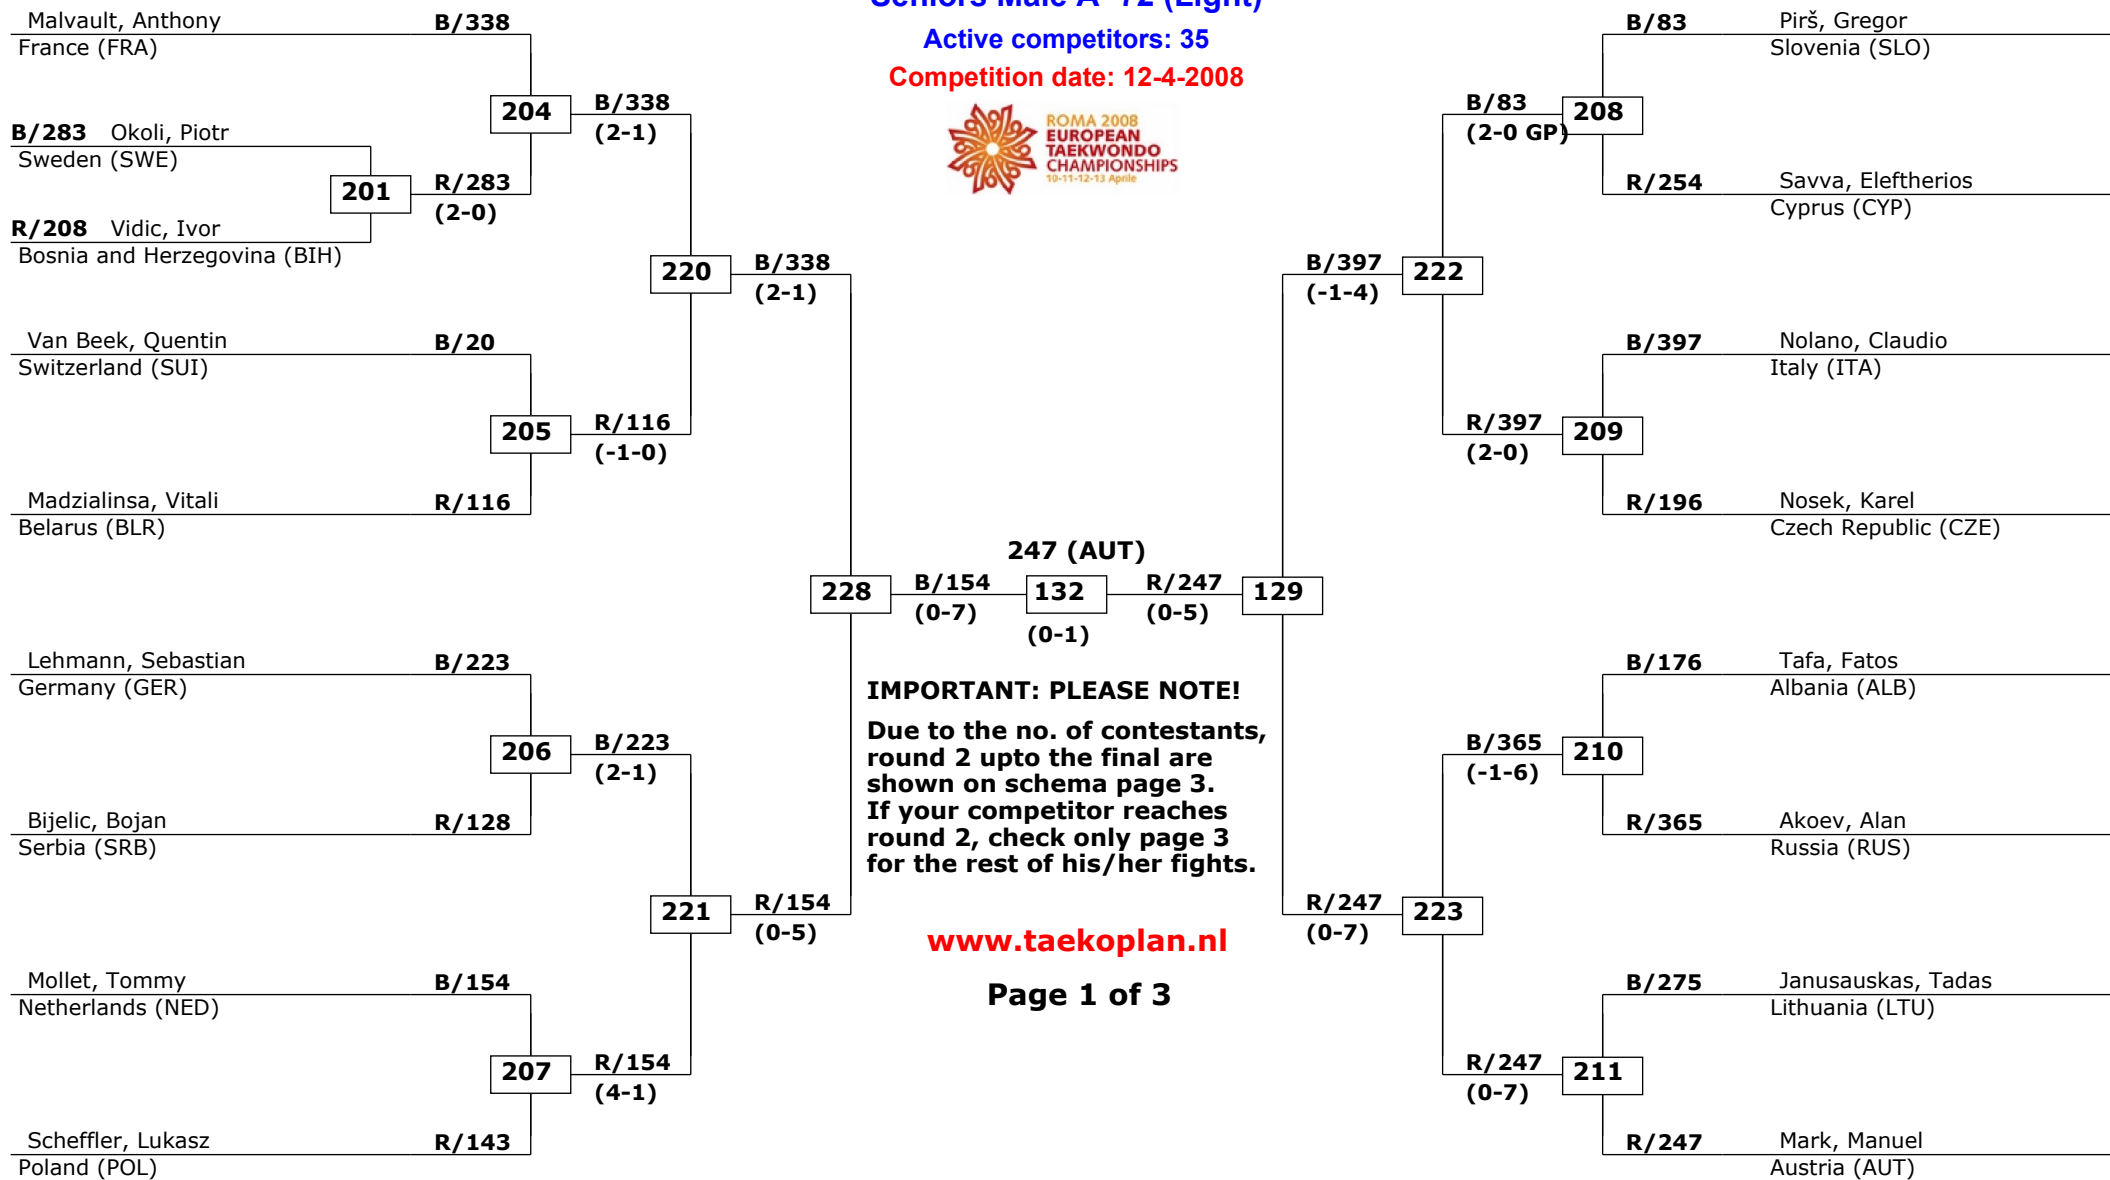 Seniors Male A -72 (Light)
Active competitors: 35
Competition date: 12-4-2008
ROMA 2008
EUROPEAN
TAEKWONDO
CHAMPIONSHIPS
10-11-12-13 Aprile
Malvault, Anthony B/338
France (FRA)
204
B/338
(2-1)
B/283 Okoli, Piotr
Sweden (SWE)
201
R/283
(2-0)
R/208 Vidic, Ivor
Bosnia and Herzegovina (BIH)
220
B/338
(2-1)
Van Beek, Quentin B/20
Switzerland (SUI)
205
R/116
(-1-0)
Madzialinsa, Vitali R/116
Belarus (BLR)
228
B/154
(0-7)
247 (AUT)
132
(0-1)
R/247
(0-5)
129
Lehmann, Sebastian B/223
Germany (GER)
206
B/223
(2-1)
Bijelic, Bojan R/128
Serbia (SRB)
221
R/154
(0-5)
Mollet, Tommy B/154
Netherlands (NED)
207
R/154
(4-1)
Scheffler, Lukasz R/143
Poland (POL)
IMPORTANT: PLEASE NOTE!
Due to the no. of contestants,
round 2 upto the final are
shown on schema page 3.
If your competitor reaches
round 2, check only page 3
for the rest of his/her fights.
www.taekoplan.nl
Page 1 of 3
B/83 Pirš, Gregor
Slovenia (SLO)
B/83
(2-0 GP)
208
R/254 Savva, Eleftherios
Cyprus (CYP)
B/397
(-1-4)
222
B/397 Nolano, Claudio
Italy (ITA)
R/397
(2-0)
209
R/196 Nosek, Karel
Czech Republic (CZE)
B/176 Tafa, Fatos
Albania (ALB)
B/365
(-1-6)
210
R/365 Akoev, Alan
Russia (RUS)
R/247
(0-7)
223
B/275 Janusauskas, Tadas
Lithuania (LTU)
R/247
(0-7)
211
R/247 Mark, Manuel
Austria (AUT)